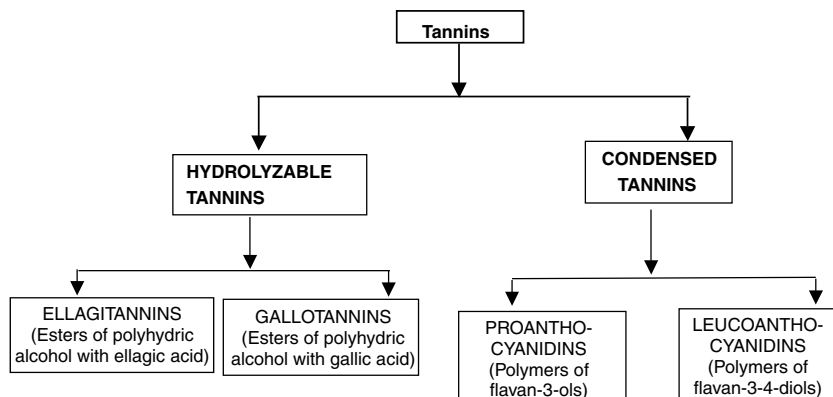 Tannins
HYDROLYZABLE
TANNINS
CONDENSED
TANNINS
ELLAGITANNINS
(Esters of polyhydric
alcohol with ellagic acid)
GALLOTANNINS
(Esters of polyhydric
alcohol with gallic acid)
PROANTHO-
CYANIDINS
(Polymers of
flavan-3-ols)
LEUCOANTHO-
CYANIDINS
(Polymers of
flavan-3-4-diols)